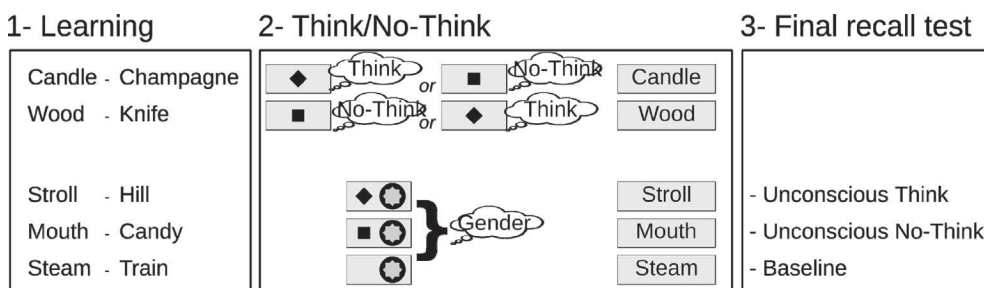 1- Learning
2- Think/No-Think
3- Final recall test
Candle - Champagne
Think
or
No-Think
Candle
Wood - Knife
No-Think
or
Think
Wood
Stroll - Hill
Stroll
- Unconscious Think
Mouth - Candy
Gender
Mouth
- Unconscious No-Think
Steam - Train
Steam
- Baseline